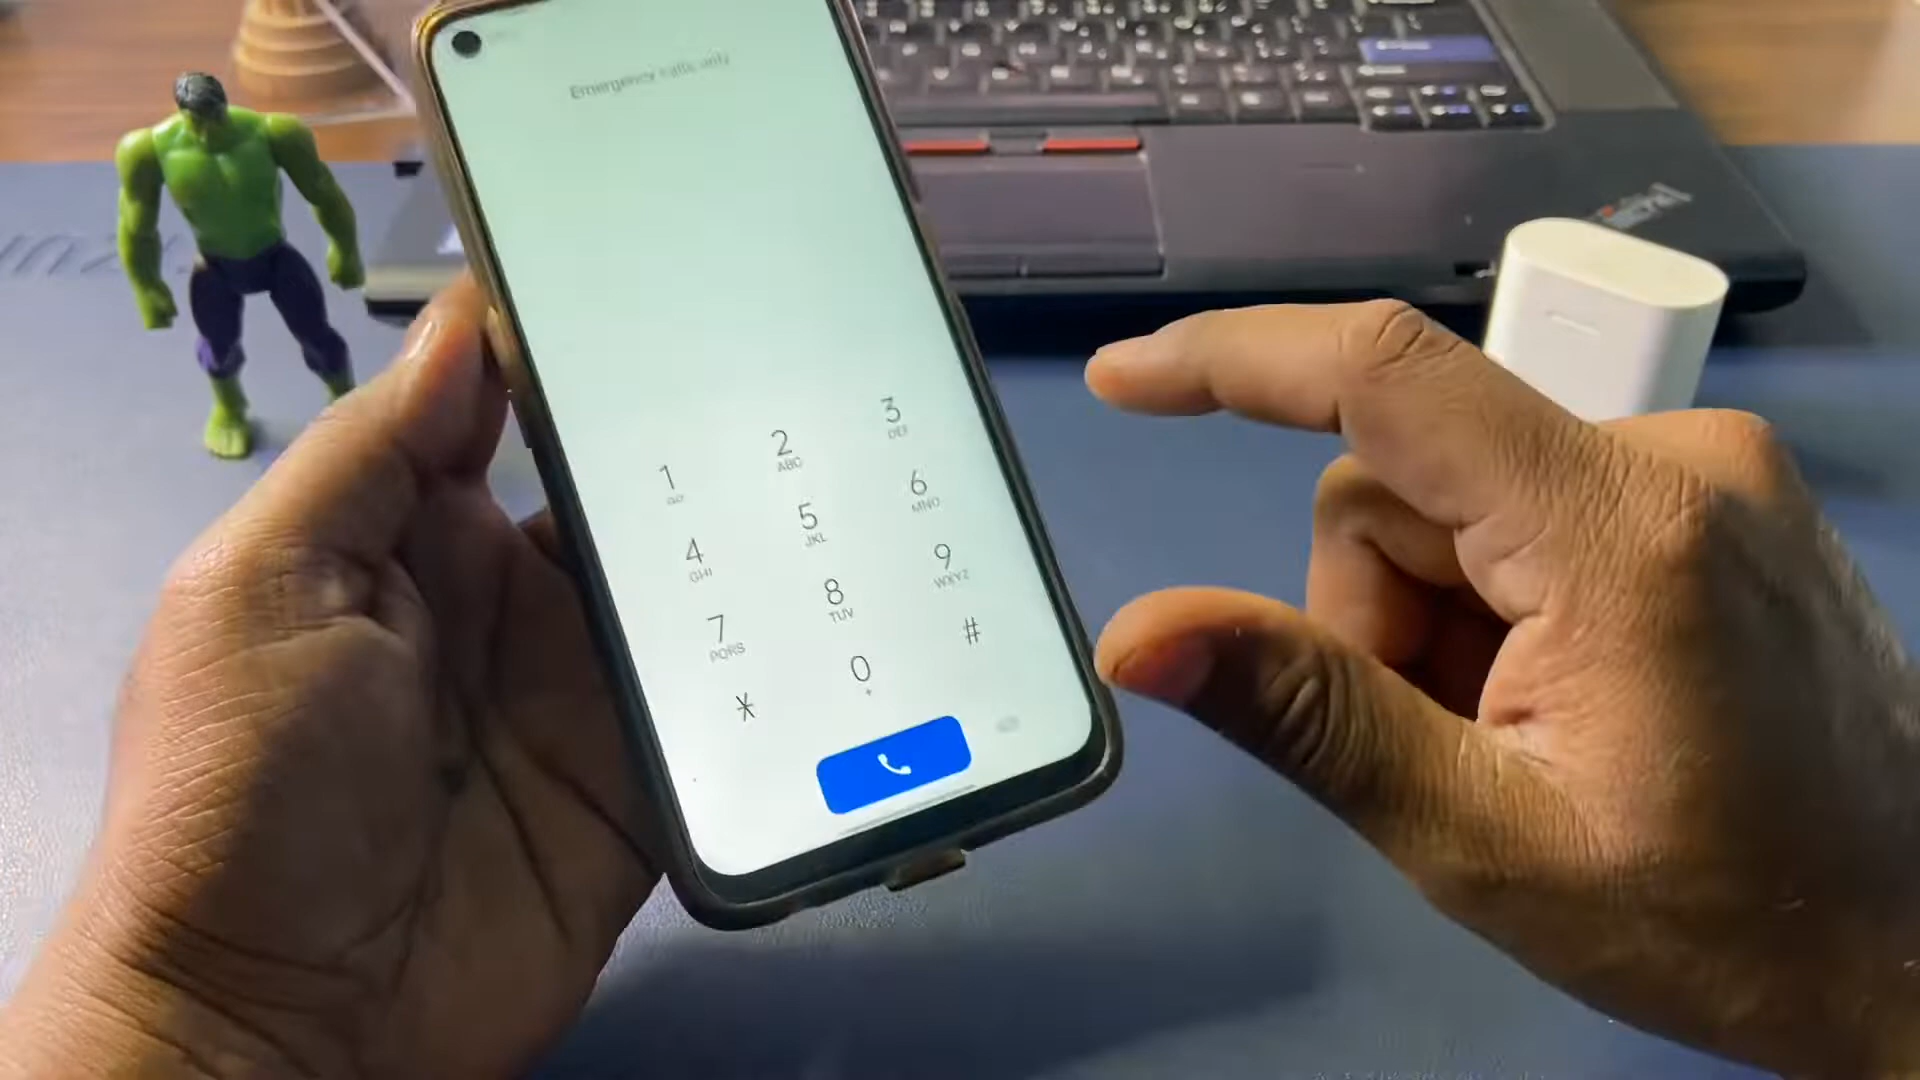 Emergency calls only
1
2
ABC
3
DEF
4
GHI
5
JKL
6
MNO
7
PQRS
8
TUV
9
WXYZ
*
0
+
#